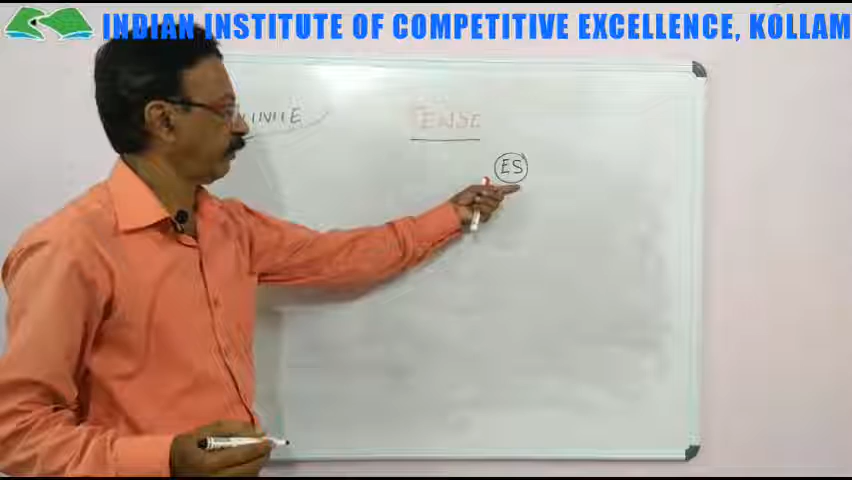 INDIAN INSTITUTE OF COMPETITIVE EXCELLENCE, KOLLAM
TENSE
ES